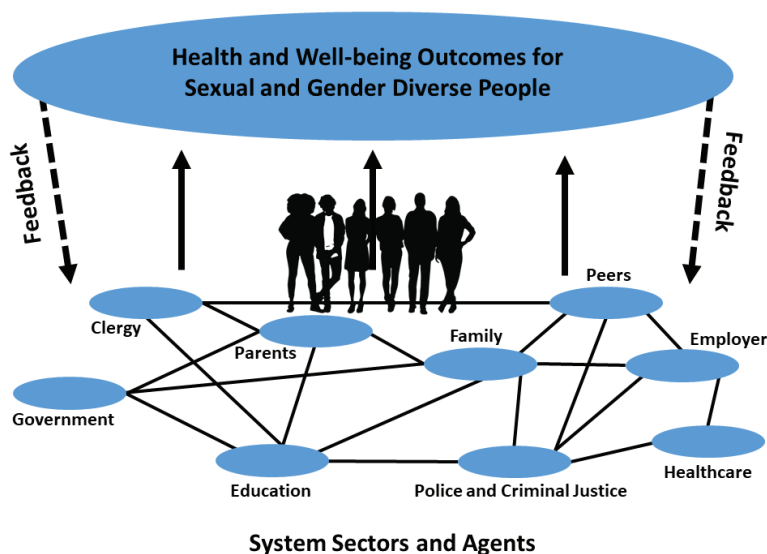 Health and Well-being Outcomes for
Sexual and Gender Diverse People
Feedback
Feedback
Peers
Clergy
Parents
Family
Employer
Government
Education
Police and Criminal Justice
Healthcare
System Sectors and Agents